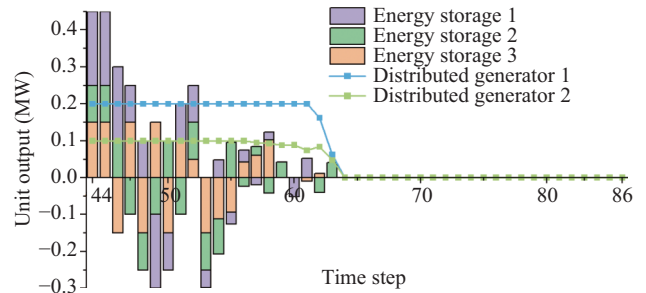 Energy storage 1
Energy storage 2
Energy storage 3
Distributed generator 1
Distributed generator 2
Unit output (MW)
0.4
0.3
0.2
0.1
0.0
−0.1
−0.2
−0.3
44
50
60
70
80
86
Time step